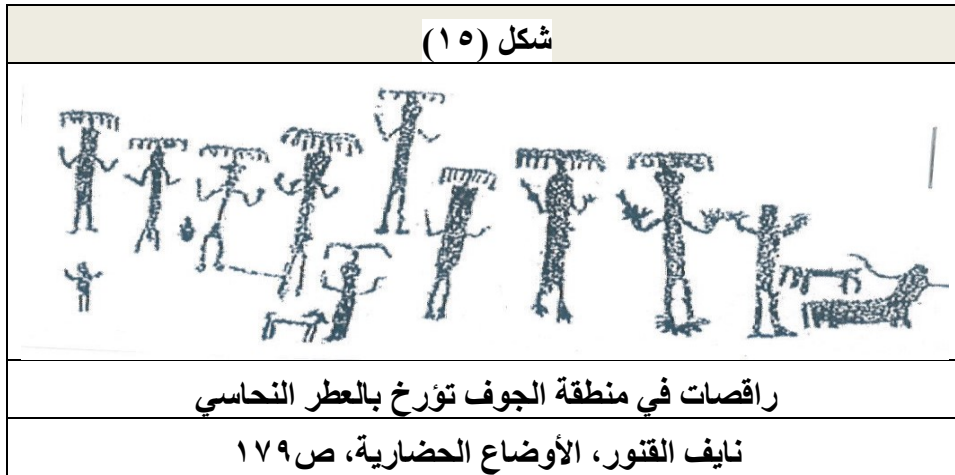 شكل (١٥)
راقصات في منطقة الجوف تؤرخ بالعطر النحاسي
نايف القنور، الأوضاع الحضارية، ص١٧٩